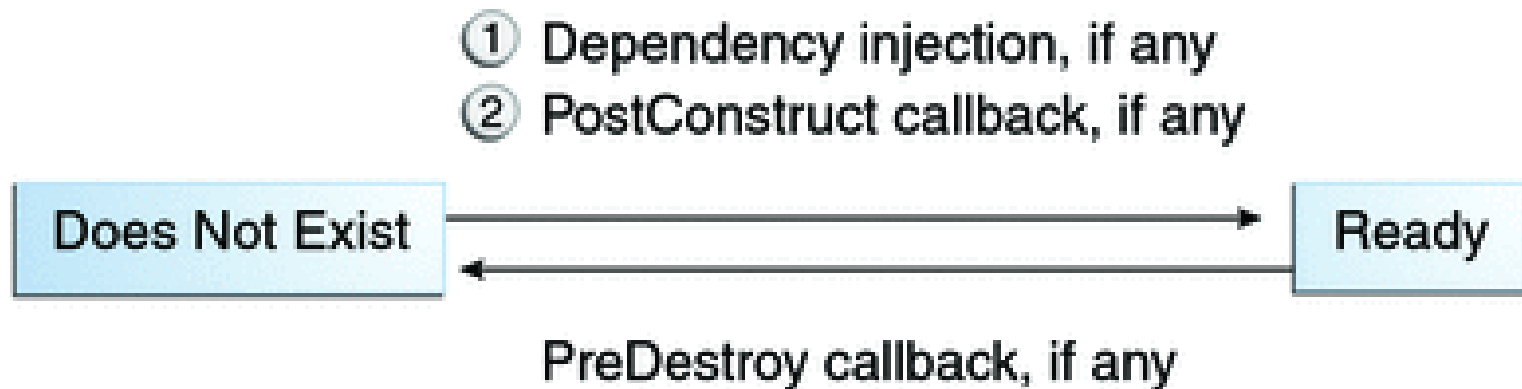 1 Dependency injection, if any
2 PostConstruct callback, if any
Does Not Exist
Ready
PreDestroy callback, if any